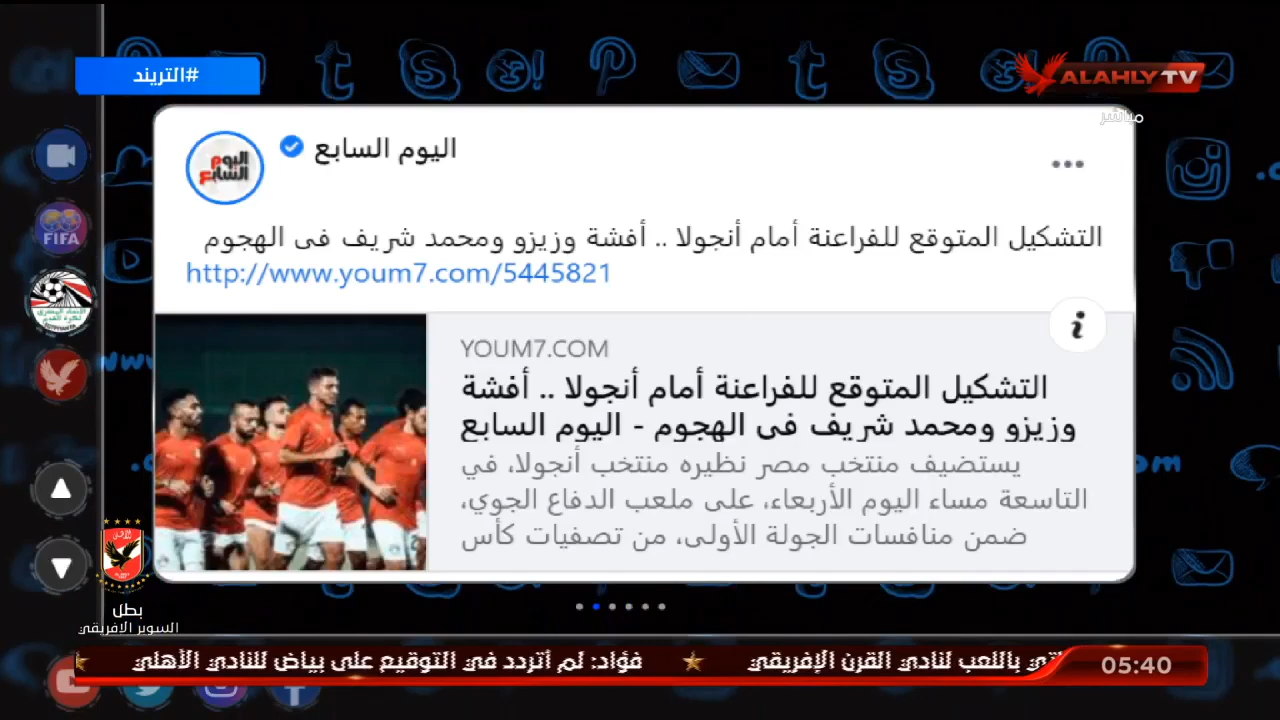 #التريند
ALAHLY TV
مباشر
اليوم السابع
اليوم السابع
التشكيل المتوقع للفراعنة أمام أنجولا .. أفشة وزيزو ومحمد شريف فى الهجوم
http://www.youm7.com/5445821
FIFA
YOUM7.COM
التشكيل المتوقع للفراعنة أمام أنجولا .. أفشة
وزيزو ومحمد شريف فى الهجوم - اليوم السابع
يستضيف منتخب مصر نظيره منتخب أنجولا، في
التاسعة مساء اليوم الأربعاء، على ملعب الدفاع الجوي،
ضمن منافسات الجولة الأولى، من تصفيات كأس
بطل
السوبر الافريقي
باللعب لنادي القرن الإفريقي ★ فؤاد: لم أتردد في التوقيع على بياض للنادي الأهلي
05:40